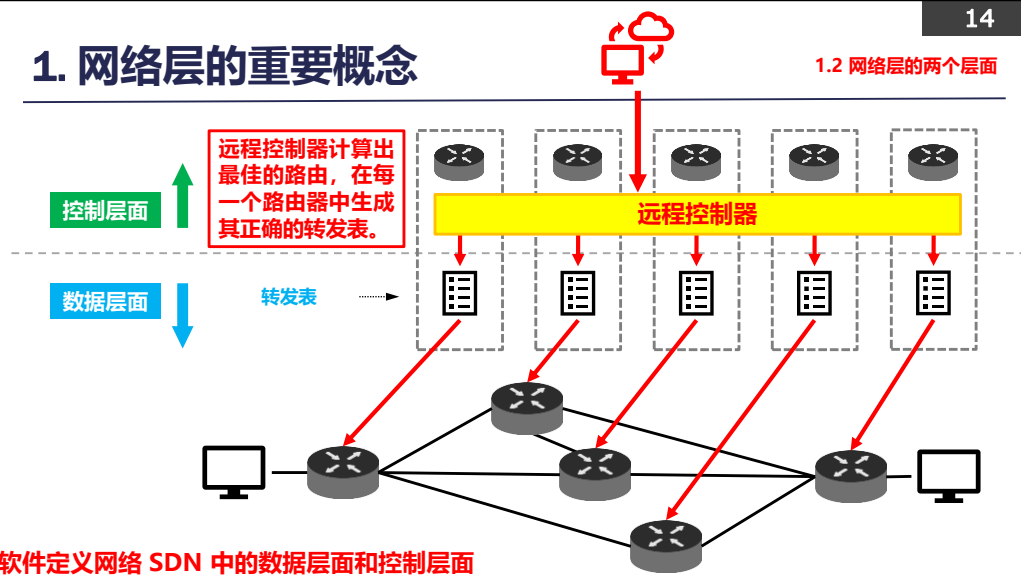 14
1. 网络层的重要概念
1.2 网络层的两个层面
远程控制器计算出
最佳的路由，在每
一个路由器中生成
其正确的转发表。
控制层面
远程控制器
数据层面
转发表
软件定义网络 SDN 中的数据层面和控制层面